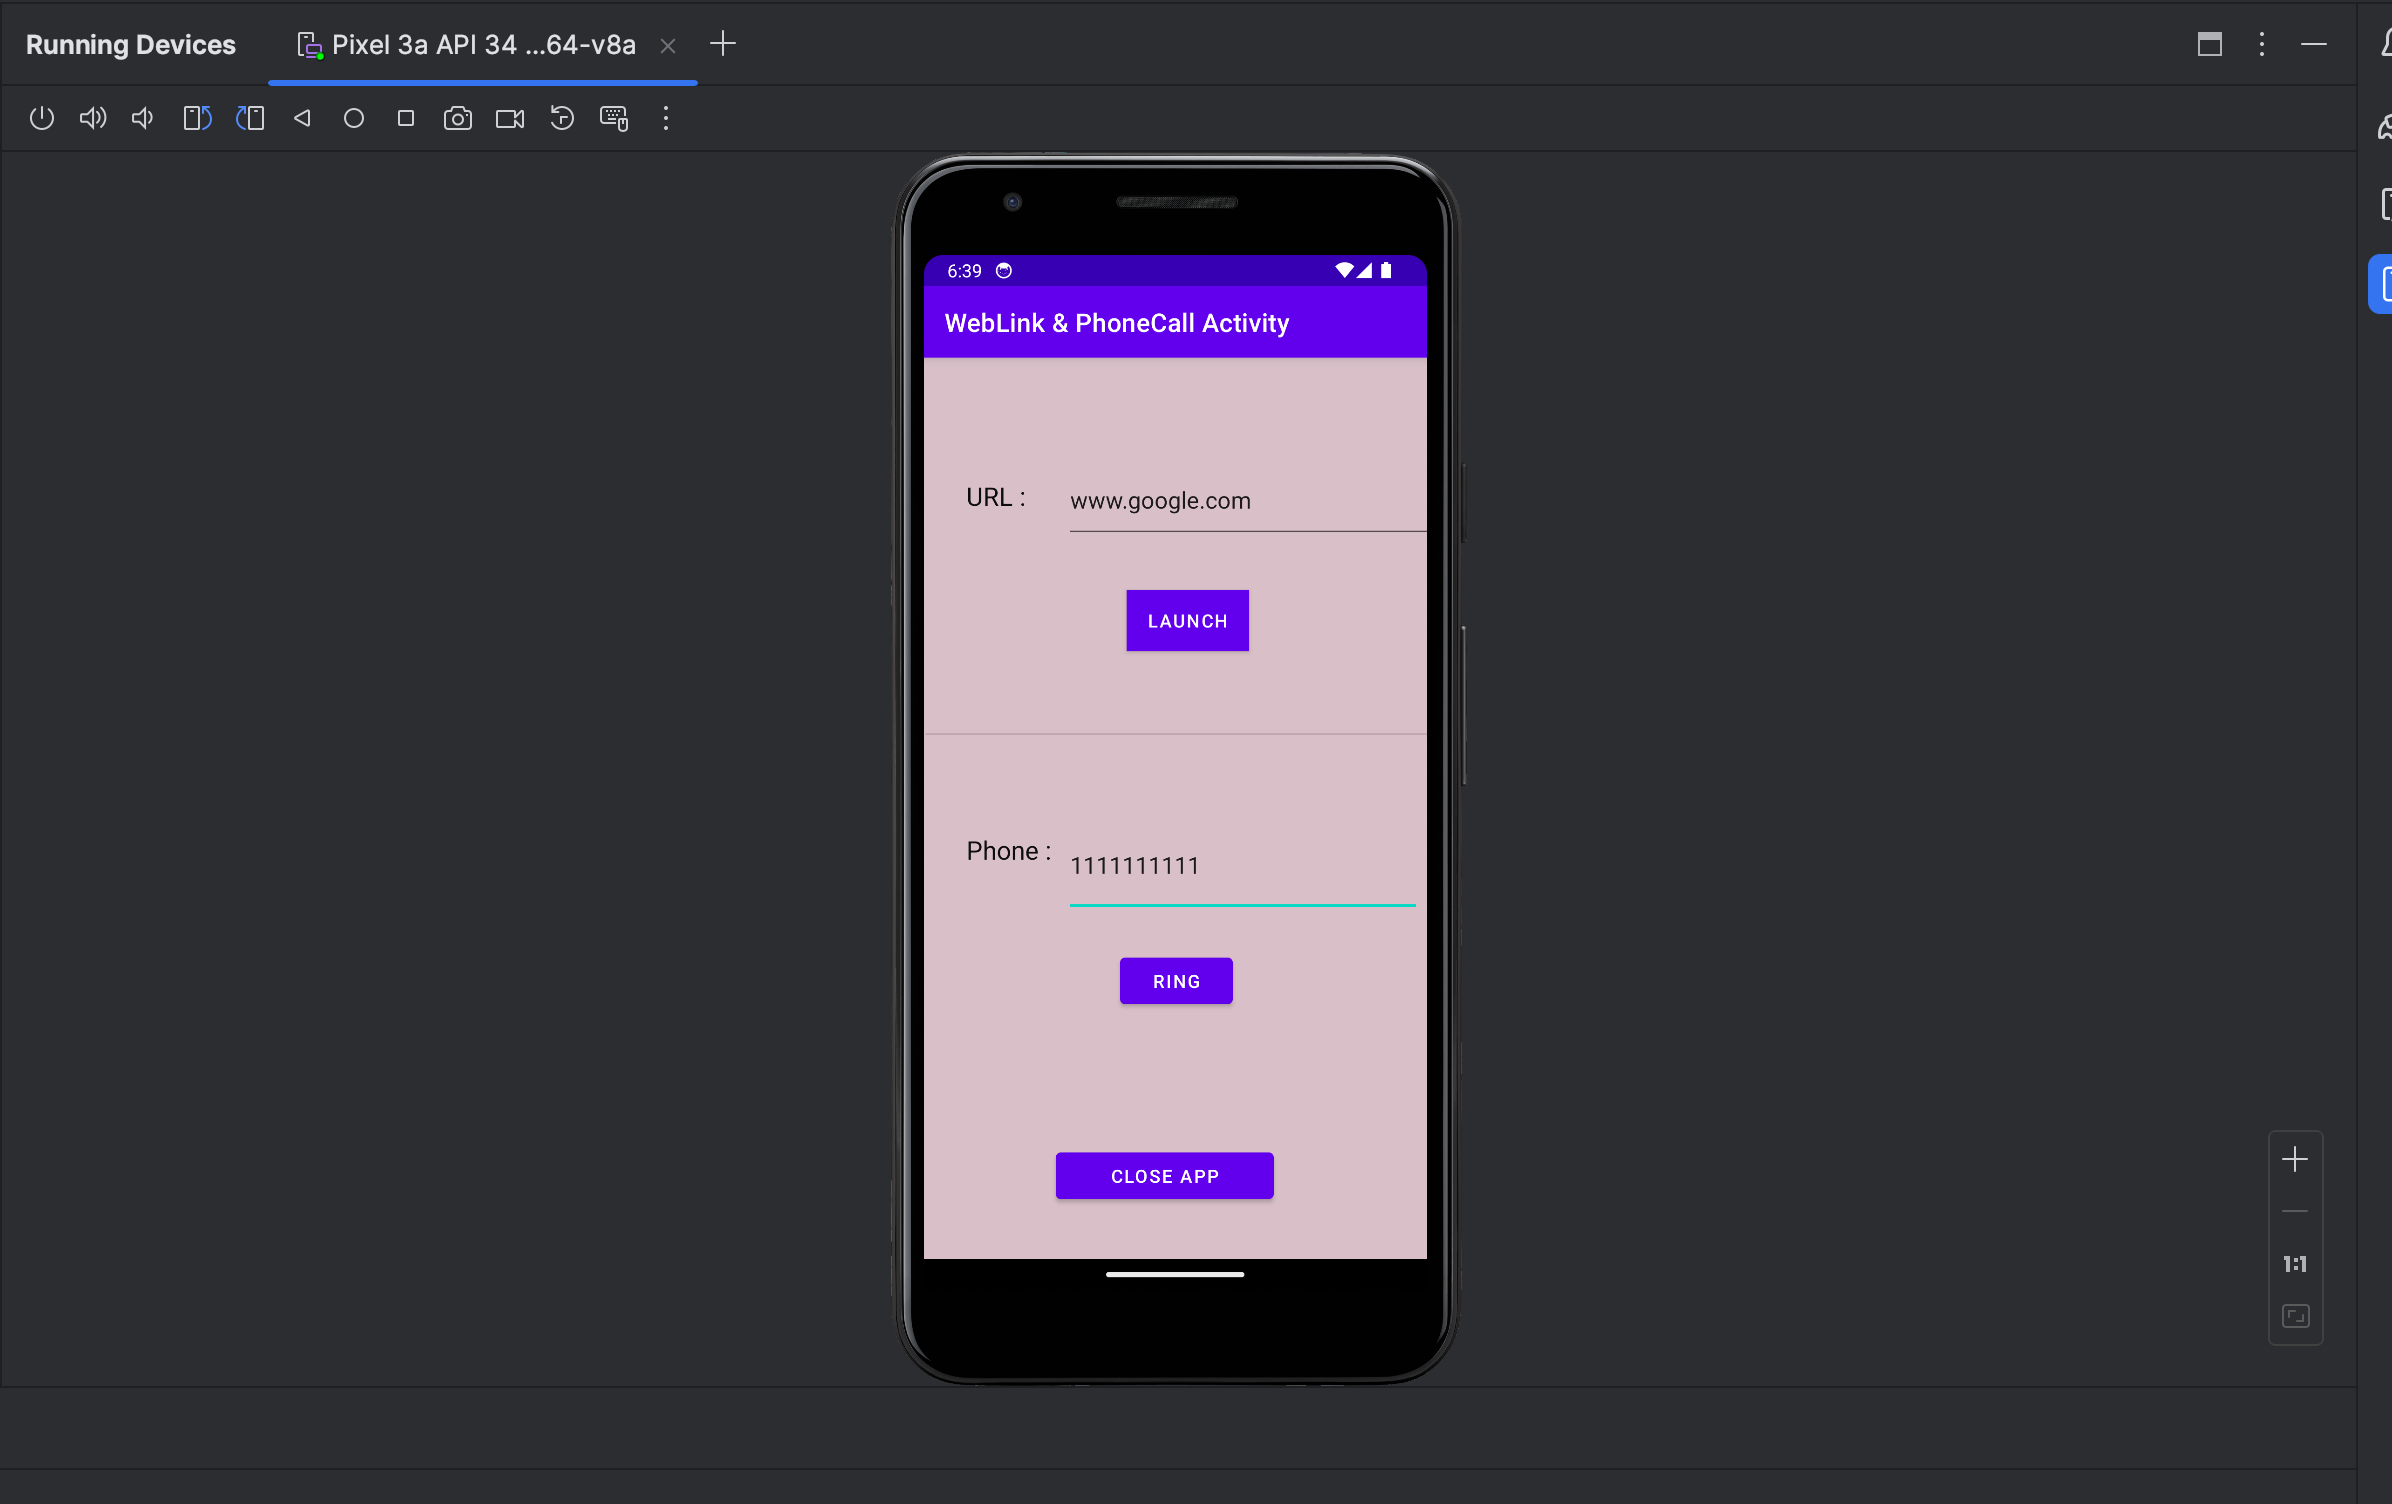 Running Devices
Pixel 3a API 34 ...64-v8a
6:39
WebLink & PhoneCall Activity
URL :
www.google.com
LAUNCH
Phone :
1111111111
RING
CLOSE APP
1:1